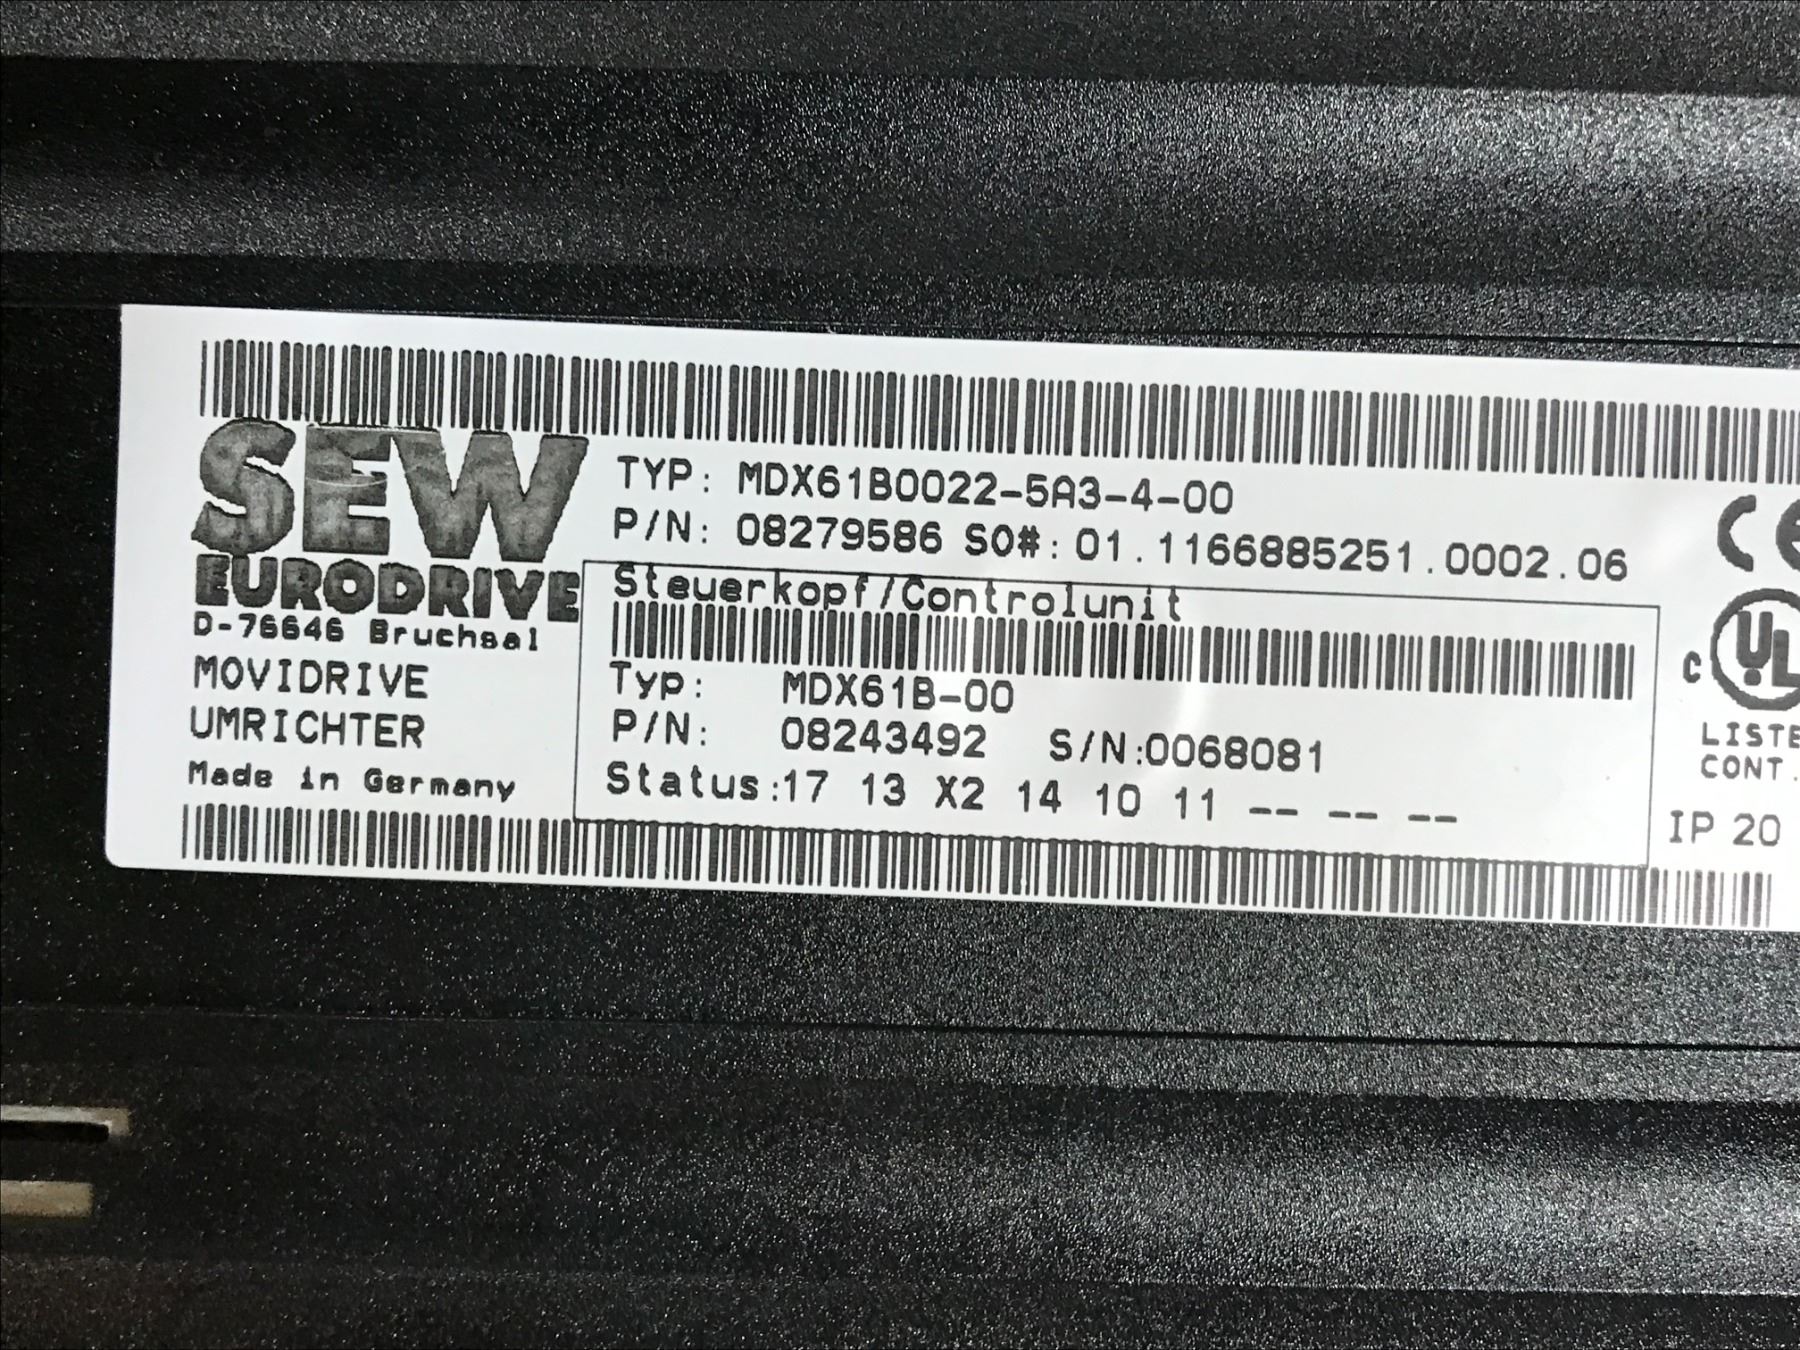 SEW
EURODRIVE
D-76646 Bruchsal
MOVIDRIVE
UMRICHTER
Made in Germany
TYP: MDX61B0022-5A3-4-00
P/N: 08279586 SO#: 01.1166885251.0002.06
Steuerkopf/Controlunit
Typ: MDX61B-00
P/N: 08243492 S/N:0068081
Status:17 13 X2 14 10 11 -- -- --
CE
C UL
LISTE
CONT.
IP 20